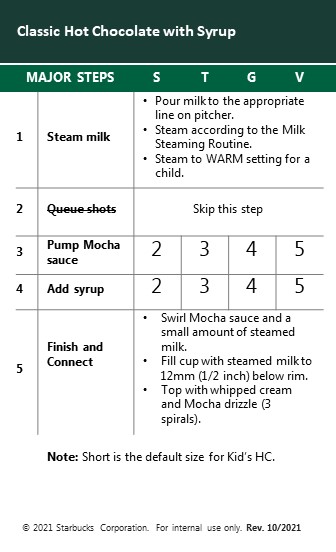 Classic Hot Chocolate with Syrup
MAJOR STEPS S T G V
1 Steam milk
• Pour milk to the appropriate
line on pitcher.
• Steam according to the Milk
Steaming Routine.
• Steam to WARM setting for a
child.
2 Queue shots Skip this step
3 Pump Mocha
sauce 2 3 4 5
4 Add syrup 2 3 4 5
5 Finish and
Connect
• Swirl Mocha sauce and a
small amount of steamed
milk.
• Fill cup with steamed milk to
12mm (1/2 inch) below rim.
• Top with whipped cream
and Mocha drizzle (3
spirals).
Note: Short is the default size for Kid’s HC.
© 2021 Starbucks Corporation. For internal use only. Rev. 10/2021